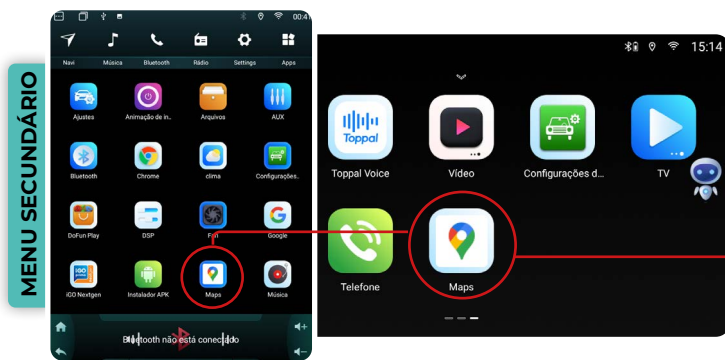 MENU SECUNDÁRIO
00:41
Navi Música Bluetooth Rádio Settings Apps
Ajustes Animação de in.. Arquivos AUX
Bluetooth Chrome clima Configurações..
DoFun Play DSP Fan Google
iGO
iGO Nextgen Instalador APK Maps Música
Bluetooth não está conectado
15:14
Toppal
Toppal Voice Vídeo Configurações d... TV
Telefone Maps